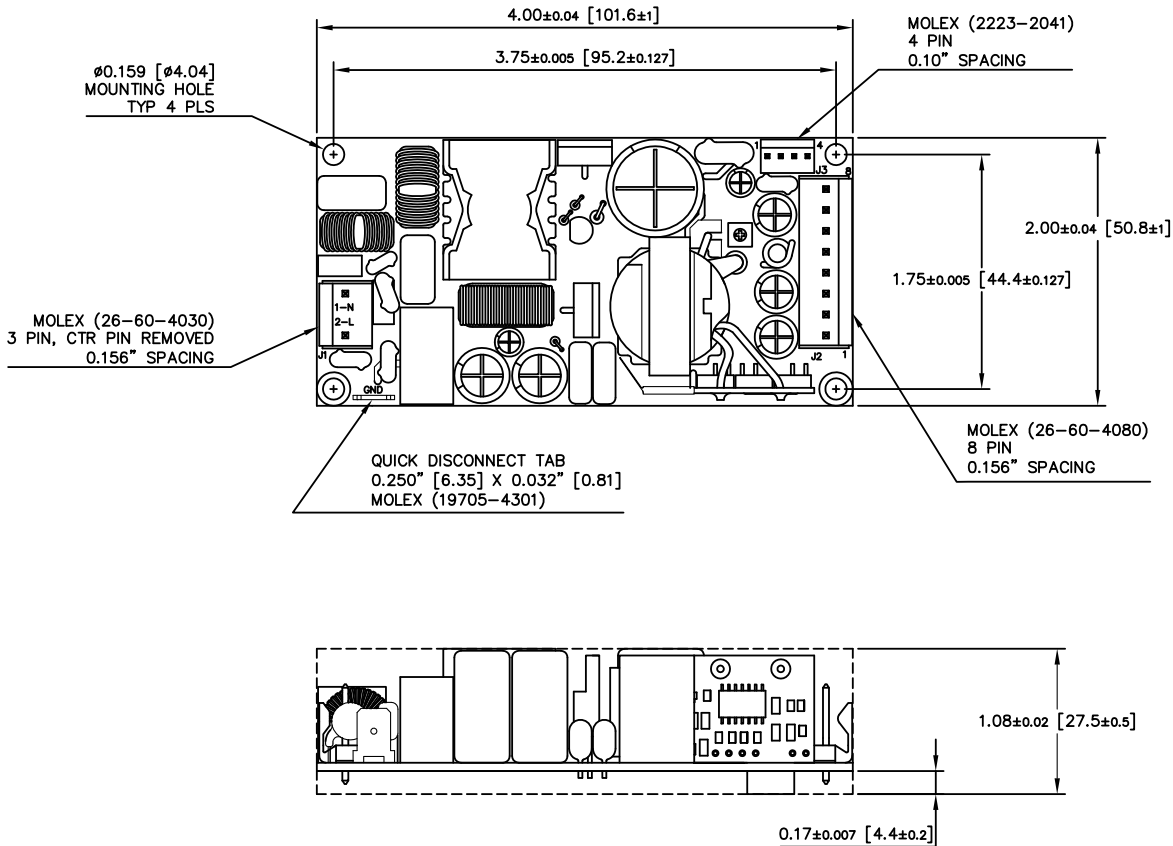 4.00±0.04 [101.6±1]
3.75±0.005 [95.2±0.127]
MOLEX (2223-2041)
4 PIN
0.10" SPACING
ø0.159 [ø4.04]
MOUNTING HOLE
TYP 4 PLS
1
4
J3
8
2.00±0.04 [50.8±1]
1.75±0.005 [44.4±0.127]
1-N
2-L
MOLEX (26-60-4030)
3 PIN, CTR PIN REMOVED
0.156" SPACING
J1
J2
1
GND
QUICK DISCONNECT TAB
0.250" [6.35] X 0.032" [0.81]
MOLEX (19705-4301)
MOLEX (26-60-4080)
8 PIN
0.156" SPACING
1.08±0.02 [27.5±0.5]
0.17±0.007 [4.4±0.2]